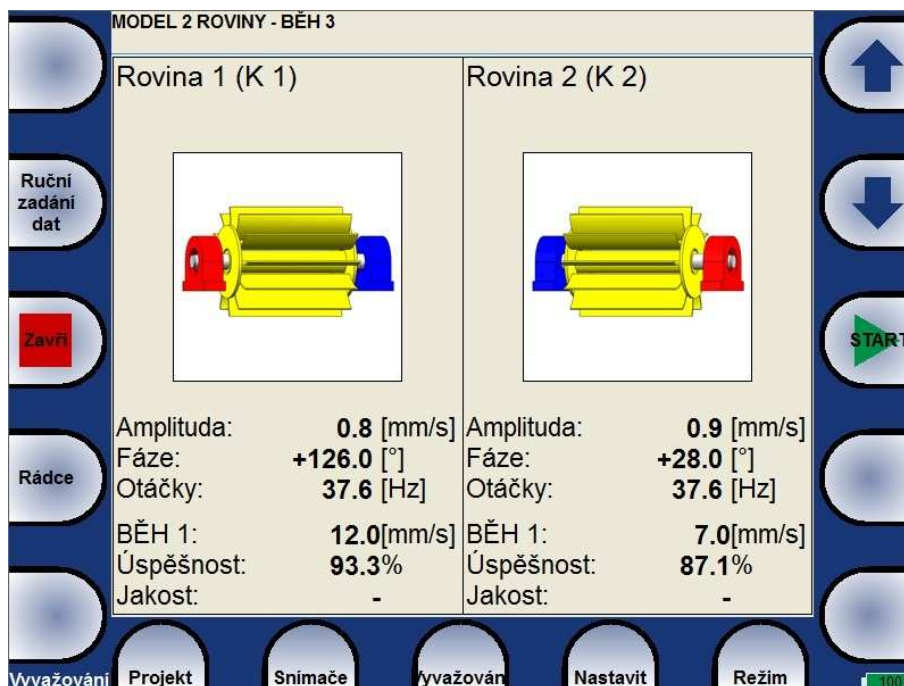 MODEL 2 ROVINY - BĚH 3
Rovina 1 (K 1)
Rovina 2 (K 2)
Ruční
zadání
dat
Zavři
START
Rádce
Amplituda: 0.8 [mm/s]
Fáze: +126.0 [°]
Otáčky: 37.6 [Hz]
BĚH 1: 12.0[mm/s]
Úspěšnost: 93.3%
Jakost: -
Amplituda: 0.9 [mm/s]
Fáze: +28.0 [°]
Otáčky: 37.6 [Hz]
BĚH 1: 7.0[mm/s]
Úspěšnost: 87.1%
Jakost: -
Vyvažování
Projekt
Snímače
Vyvažován
Nastavit
Režim
100